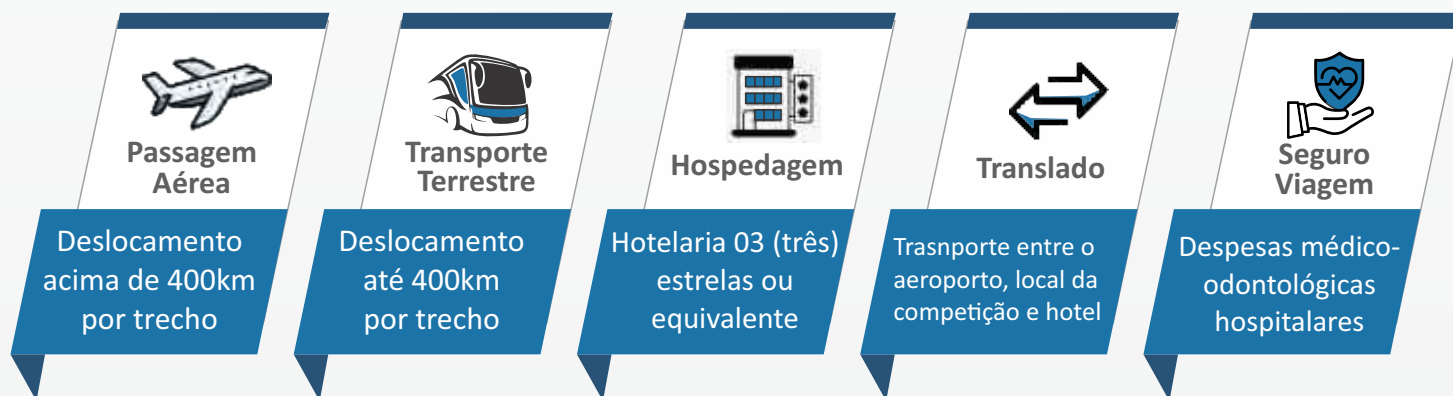 Passagem
Aérea
Deslocamento
acima de 400km
por trecho
Transporte
Terrestre
Deslocamento
até 400km
por trecho
Hospedagem
Hotelaria 03 (três)
estrelas ou
equivalente
Translado
Trasnporte entre o
aeroporto, local da
competição e hotel
Seguro
Viagem
Despesas médico-
odontológicas
hospitalares